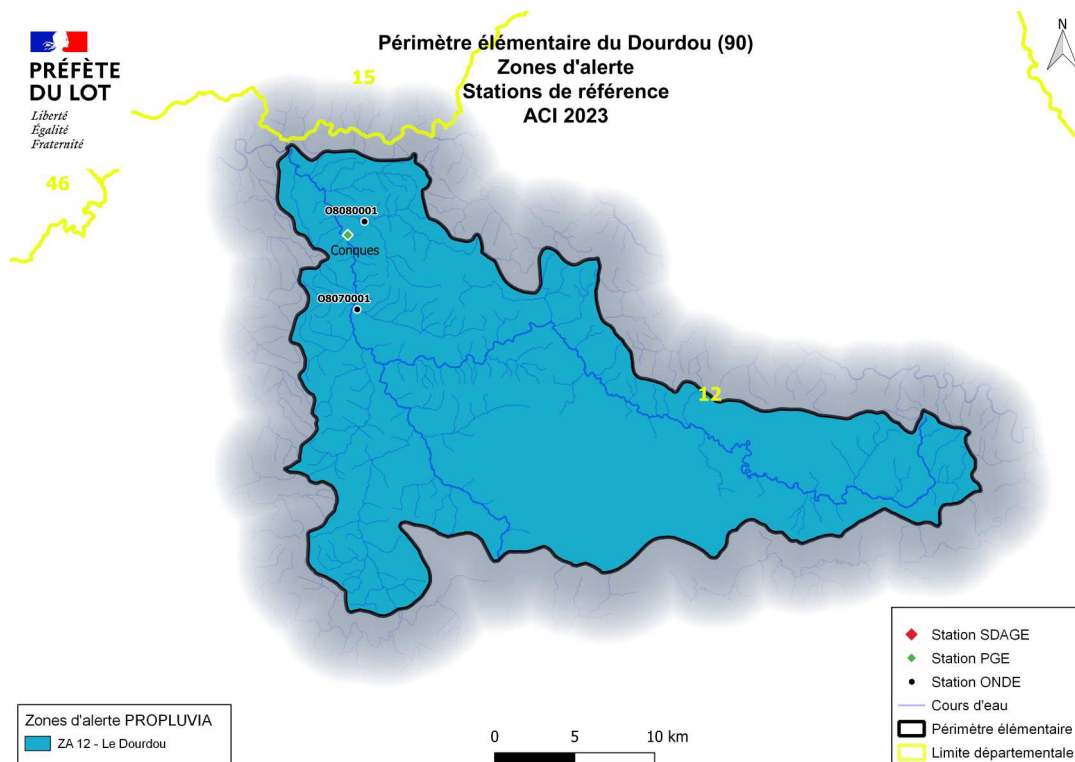 PRÉFÈTE
DU LOT
Liberté
Égalité
Fraternité
Périmètre élémentaire du Dourdou (90)
Zones d'alerte
Stations de référence
ACI 2023
N
15
46
O8080001
Conques
O8070001
12
Zones d'alerte PROPLUVIA
ZA 12 - Le Dourdou
0 5 10 km
Station SDAGE
Station PGE
Station ONDE
Cours d'eau
Périmètre élémentaire
Limite départementale